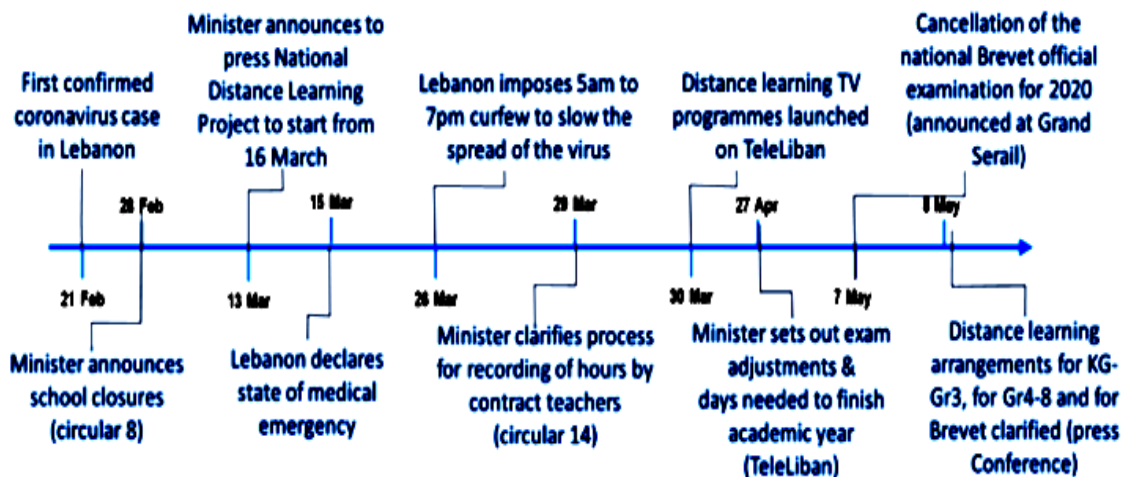 First confirmed
coronavirus case
in Lebanon
Minister announces to
press National
Distance Learning
Project to start from
16 March
Lebanon imposes 5am to
7pm curfew to slow the
spread of the virus
Distance learning TV
programmes launched
on TeleLiban
Cancellation of the
national Brevet official
examination for 2020
(announced at Grand
Serail)
28 Feb
15 Mar
29 Mar
27 Apr
8 May
21 Feb
13 Mar
26 Mar
30 Mar
7 May
Minister announces
school closures
(circular 8)
Lebanon declares
state of medical
emergency
Minister clarifies process
for recording of hours by
contract teachers
(circular 14)
Minister sets out exam
adjustments &
days needed to finish
academic year
(TeleLiban)
Distance learning
arrangements for KG-
Gr3, for Gr4-8 and for
Brevet clarified (press
Conference)